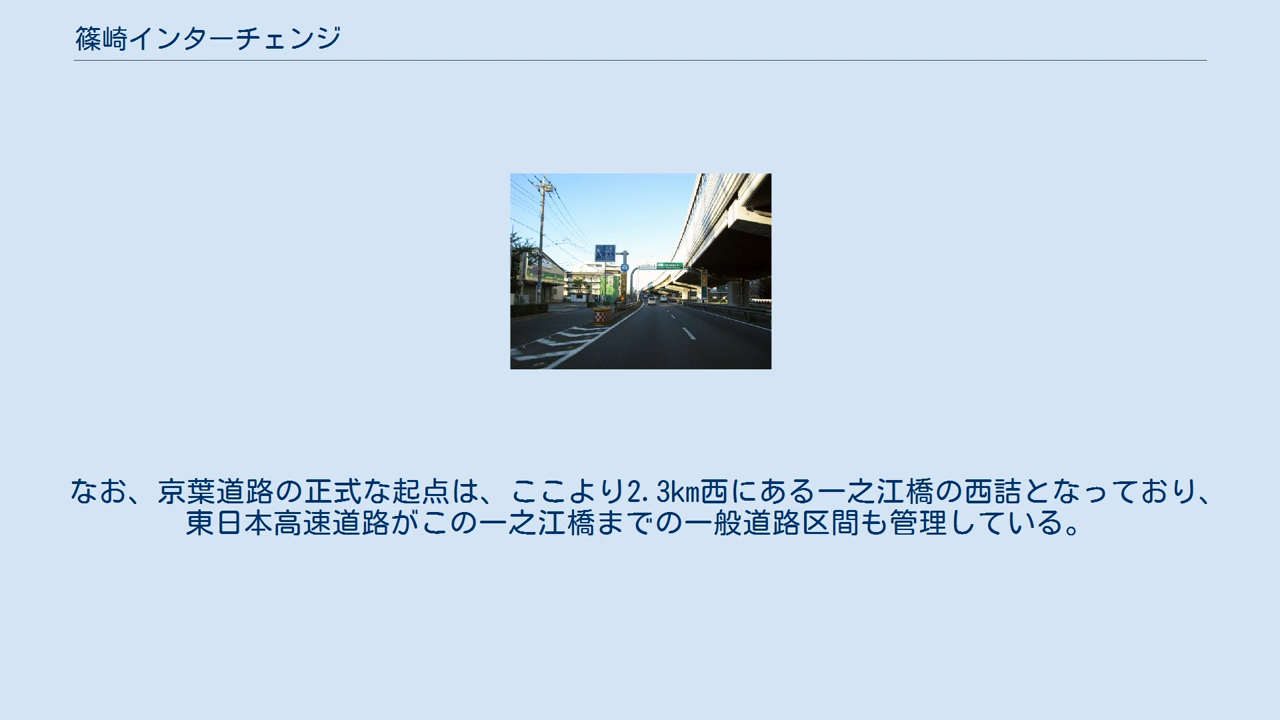 篠崎インターチェンジ
なお、京葉道路の正式な起点は、ここより2.3km西にある一之江橋の西詰となっており、
東日本高速道路がこの一之江橋までの一般道路区間も管理している。